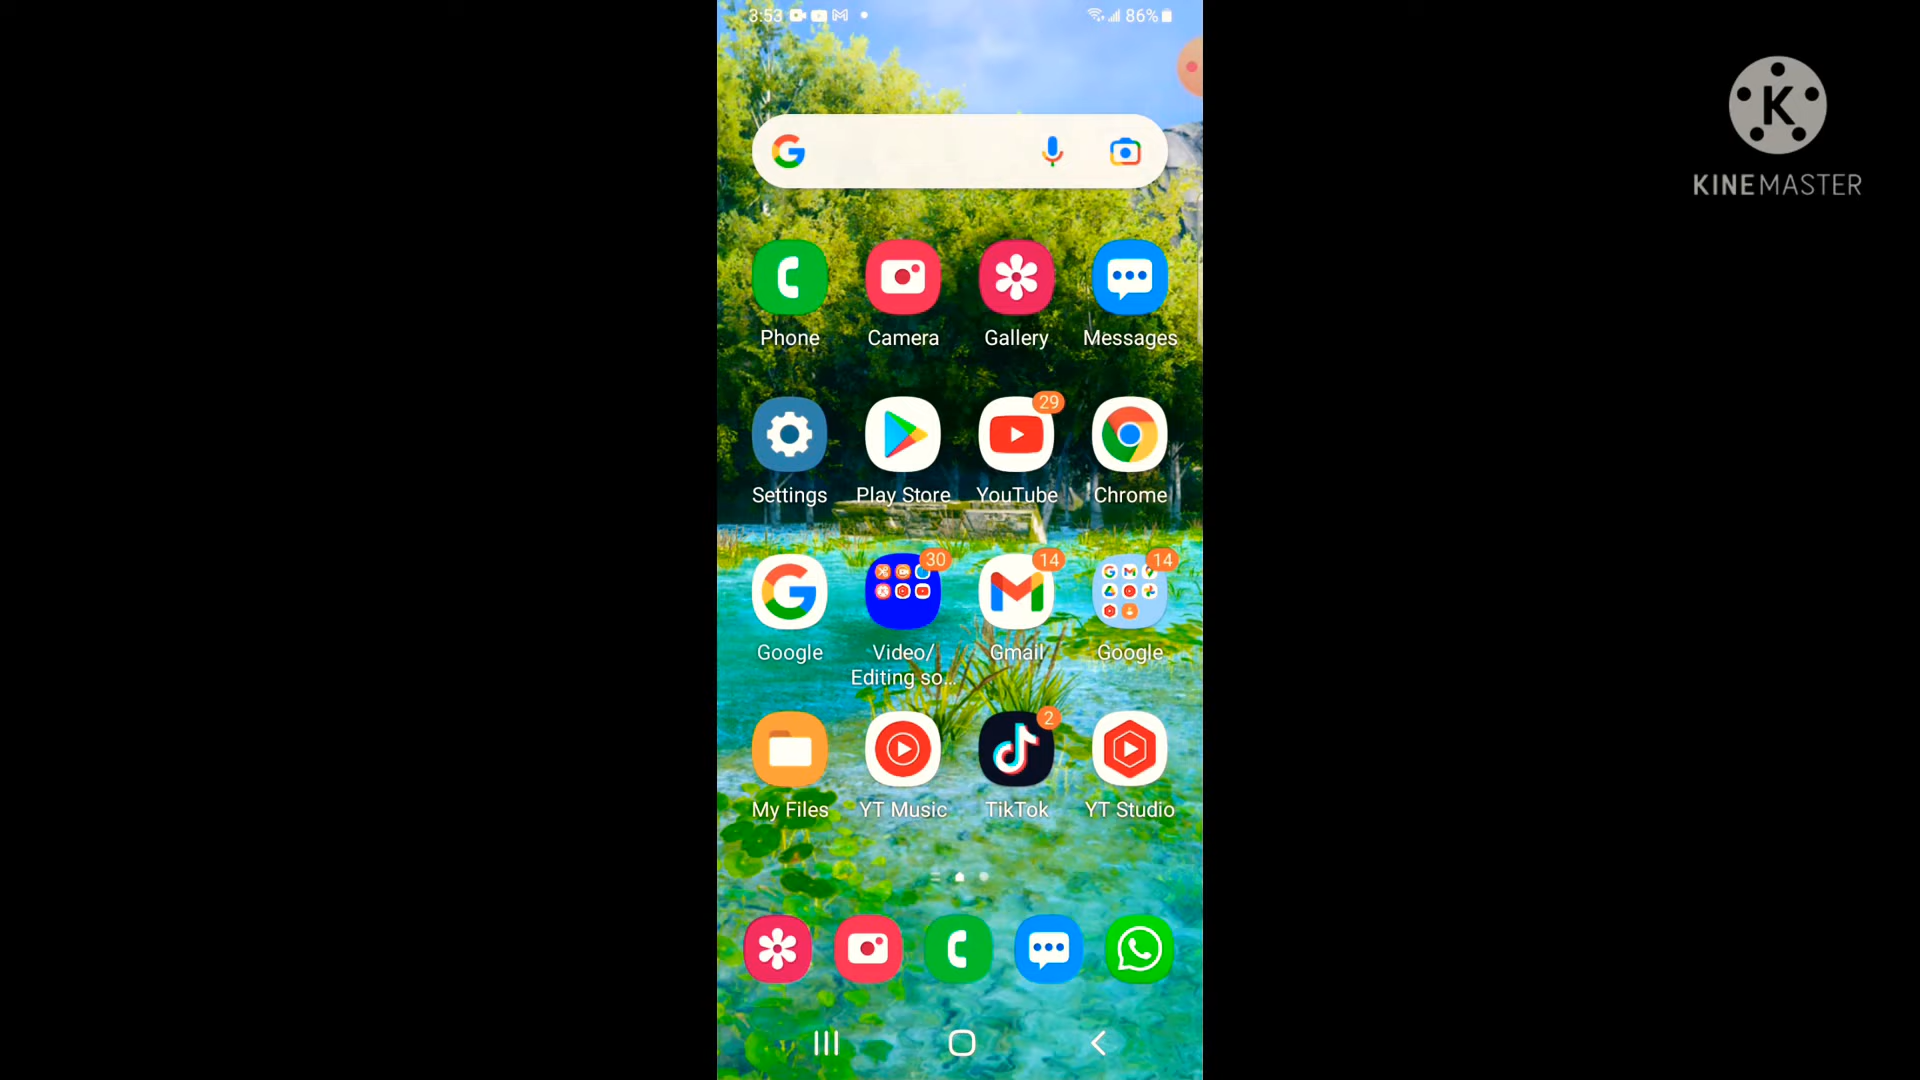 3:53
86%
KINEMASTER
Phone Camera Gallery Messages
29
Settings Play Store YouTube Chrome
30 14 14
Google Video/ Gmail Google
Editing so...
2
My Files YT Music TikTok YT Studio